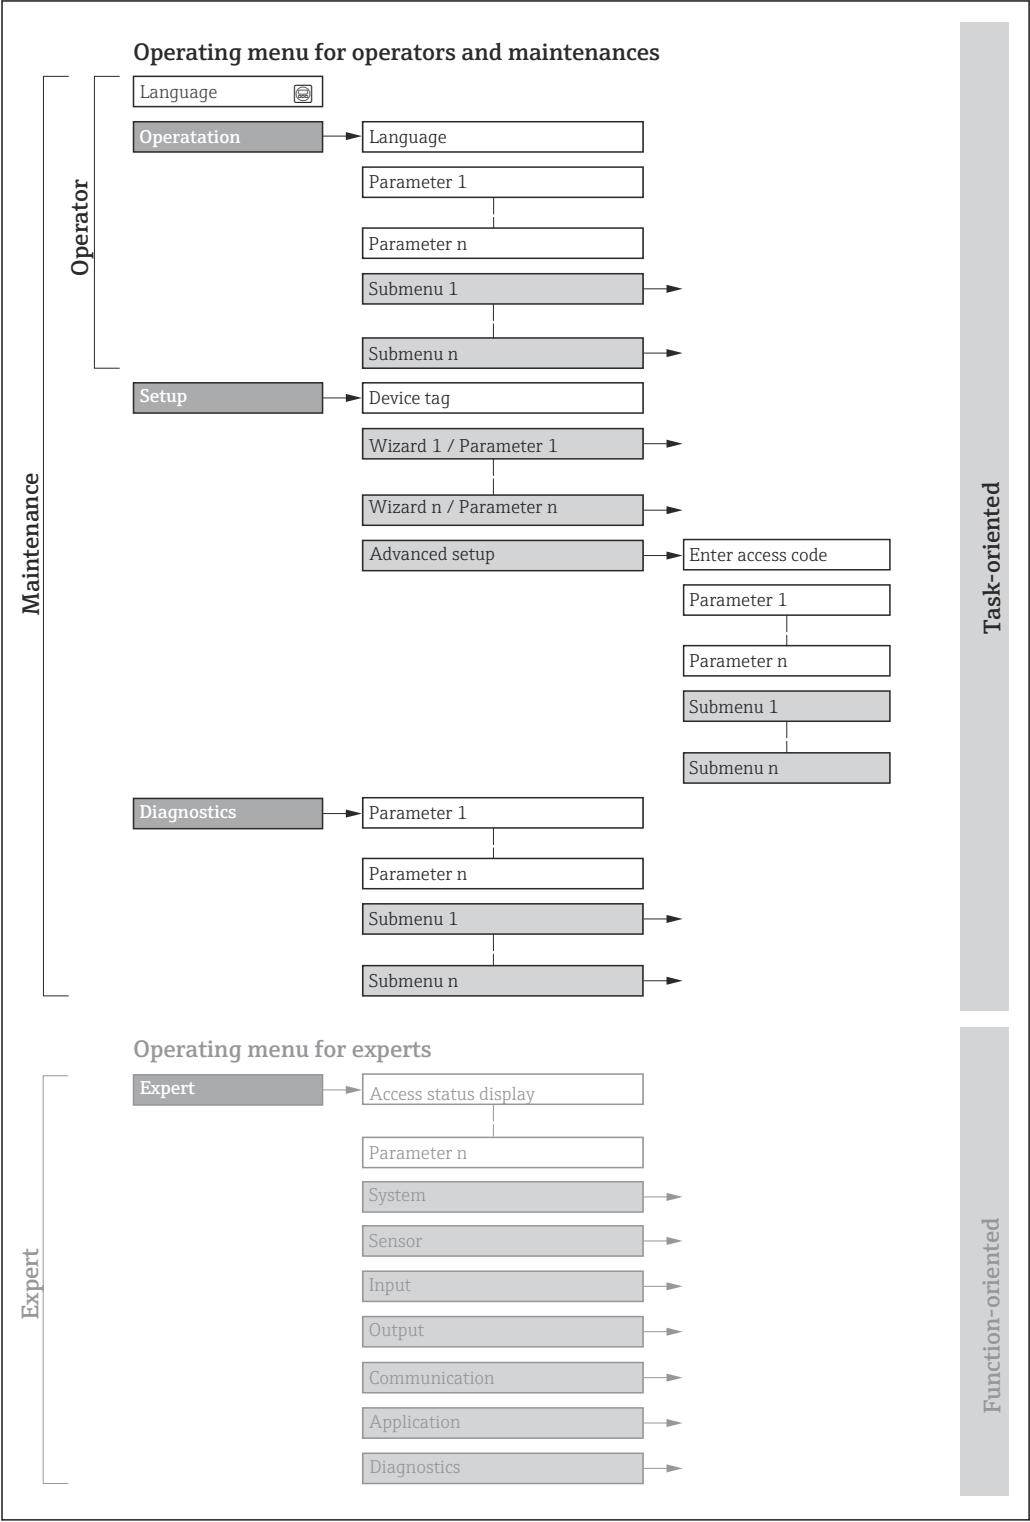 Operating menu for operators and maintenances
Language
Operatation
Language
Parameter 1
Parameter n
Submenu 1
Submenu n
Operator
Setup
Device tag
Wizard 1 / Parameter 1
Wizard n / Parameter n
Advanced setup
Enter access code
Parameter 1
Parameter n
Submenu 1
Submenu n
Maintenance
Task-oriented
Diagnostics
Parameter 1
Parameter n
Submenu 1
Submenu n
Operating menu for experts
Expert
Access status display
Parameter n
System
Sensor
Input
Output
Communication
Application
Diagnostics
Expert
Function-oriented